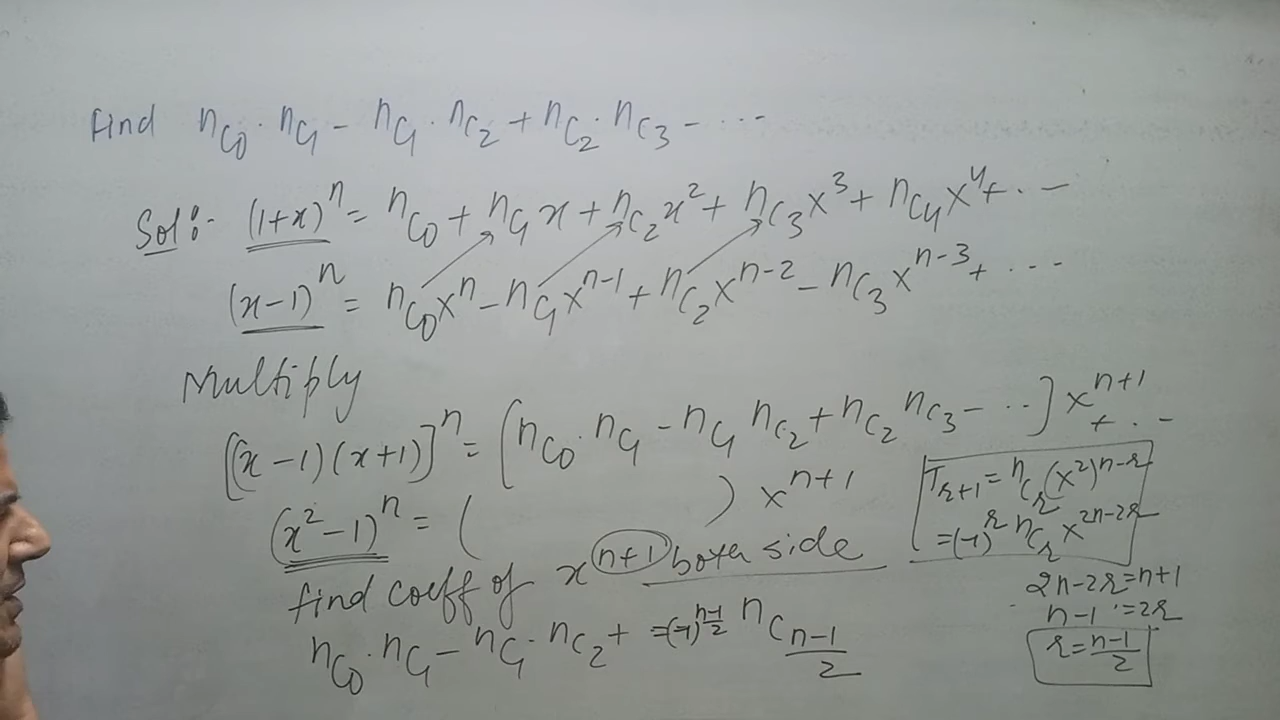 Find nC0 · nC1 - nC1 · nC2 + nC2 · nC3 - ...
Sol:- (1+x)^n = nC0 + nC1 x + nC2 x^2 + nC3 x^3 + nC4 x^4 + ...
(x-1)^n = nC0 x^n - nC1 x^n-1 + nC2 x^n-2 - nC3 x^n-3 + ...
Multiply
[(x-1)(x+1)]^n = [nC0 · nC1 - nC1 nC2 + nC2 nC3 - ...] x^n+1 + ...
(x^2-1)^n = ( ) x^n+1
find coeff of x^n+1 both side
nC0 · nC1 - nC1 · nC2 + = (-1)^n-1/2 nC n-1/2
Tr+1 = nCr (x^2)^n-r
= (-1)^r nCr x^2n-2r
2n-2r = n+1
n-1 = 2r
r = n-1/2